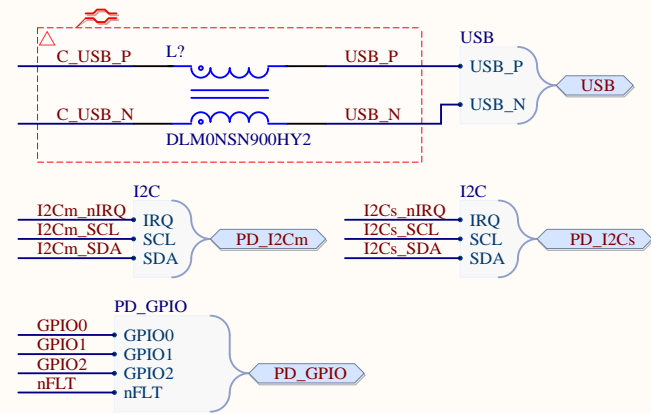 USB
C_USB_P L? USB_P USB_P
USB
C_USB_N USB_N USB_N
DLM0NSN900HY2
I2C I2C
I2Cm_nIRQ IRQ I2Cs_nIRQ IRQ
I2Cm_SCL SCL PD_I2Cm I2Cs_SCL SCL PD_I2Cs
I2Cm_SDA SDA I2Cs_SDA SDA
PD_GPIO
GPIO0 GPIO0
GPIO1 GPIO1
GPIO2 GPIO2 PD_GPIO
nFLT nFLT